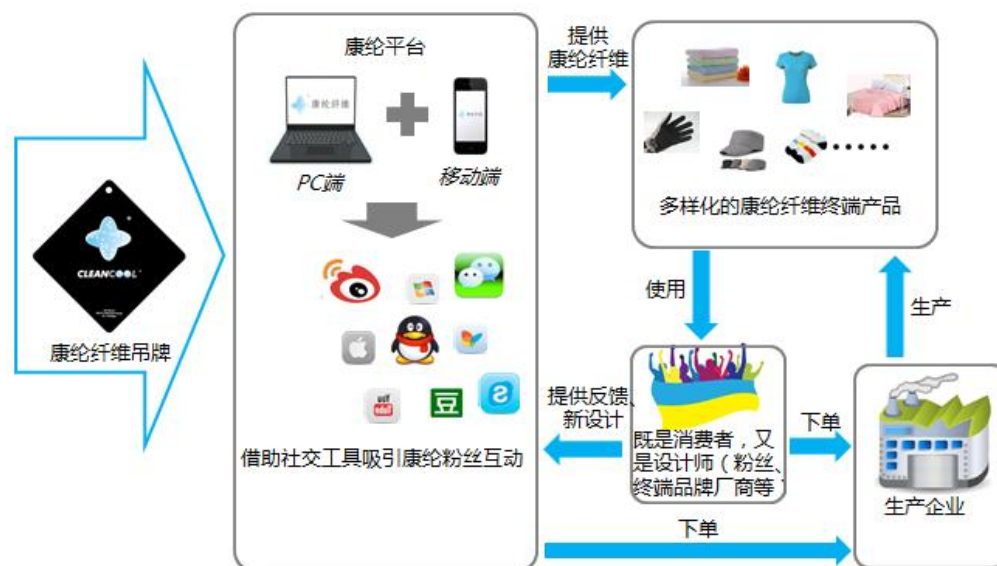 康纶平台
康纶纤维
PC端
移动端
借助社交工具吸引康纶粉丝互动
CLEANCOOL
康纶纤维吊牌
提供
康纶纤维
多样化的康纶纤维终端产品
使用
生产
提供反馈、
新设计
既是消费者，又
是设计师（粉丝、
终端品牌厂商等）
下单
生产企业
下单
豆
You
Tube